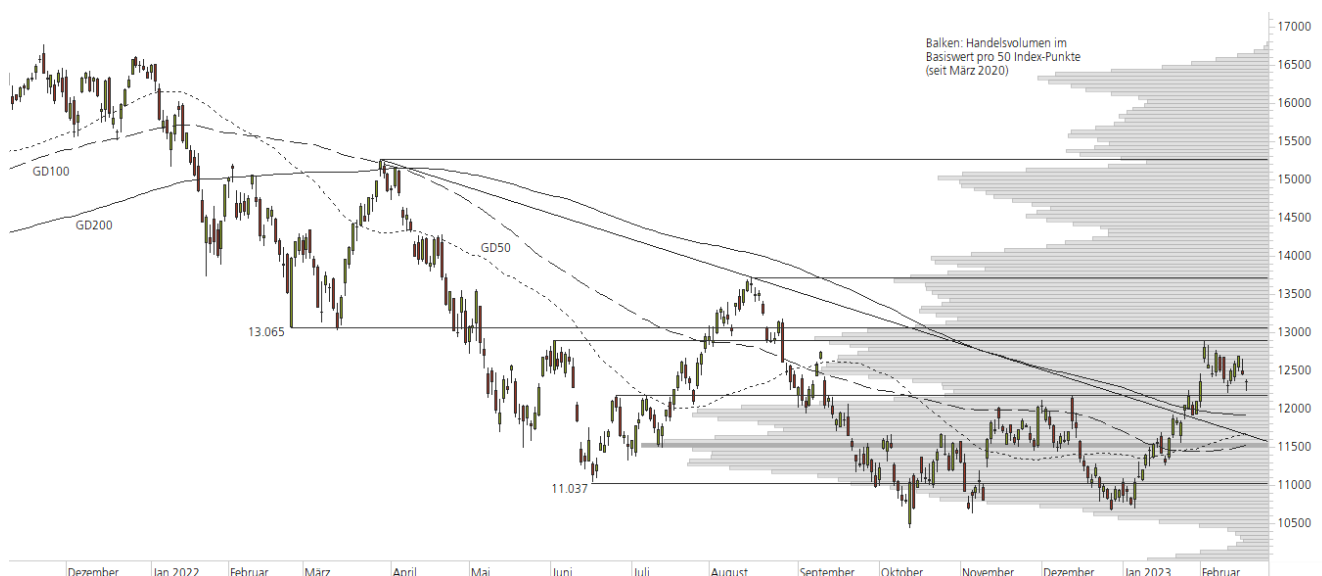 Balken: Handelsvolumen im
Basiswert pro 50 Index-Punkte
(seit März 2020)
17000
16500
16000
15500
15000
14500
14000
13500
13000
12500
12000
11500
11000
10500
GD100
GD200
GD50
13.065
11.037
Dezember
Jan 2022
Februar
März
April
Mai
Juni
Juli
August
September
Oktober
November
Dezember
Jan 2023
Februar